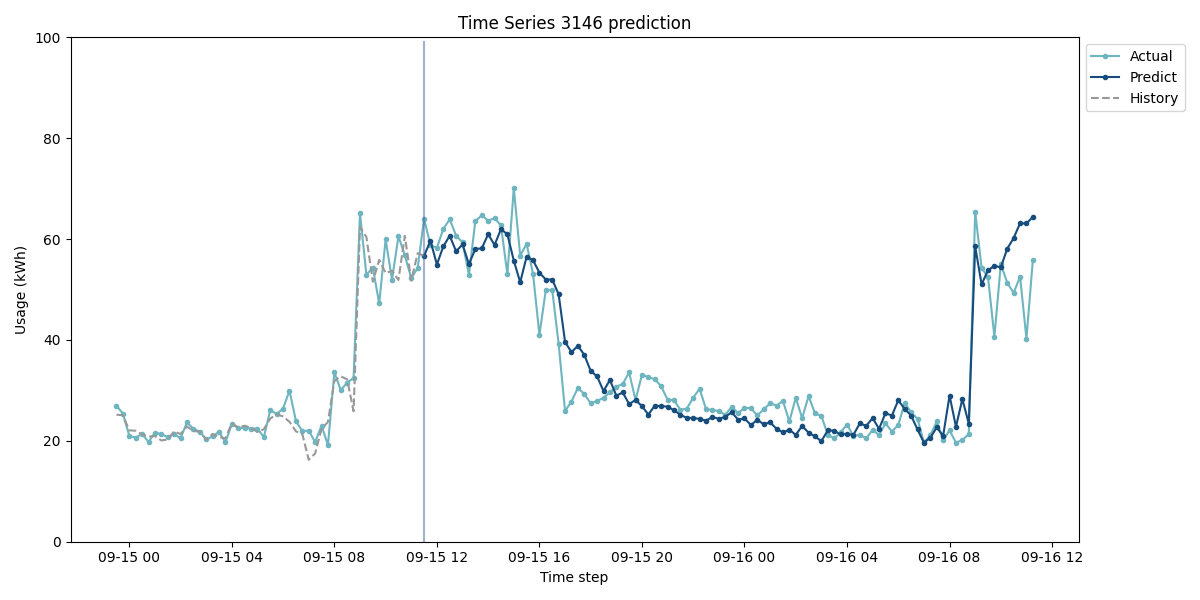 Time Series 3146 prediction
Usage (kWh)
100
80
60
40
20
0
09-15 00
09-15 04
09-15 08
09-15 12
09-15 16
09-15 20
09-16 00
09-16 04
09-16 08
09-16 12
Time step
Actual
Predict
History